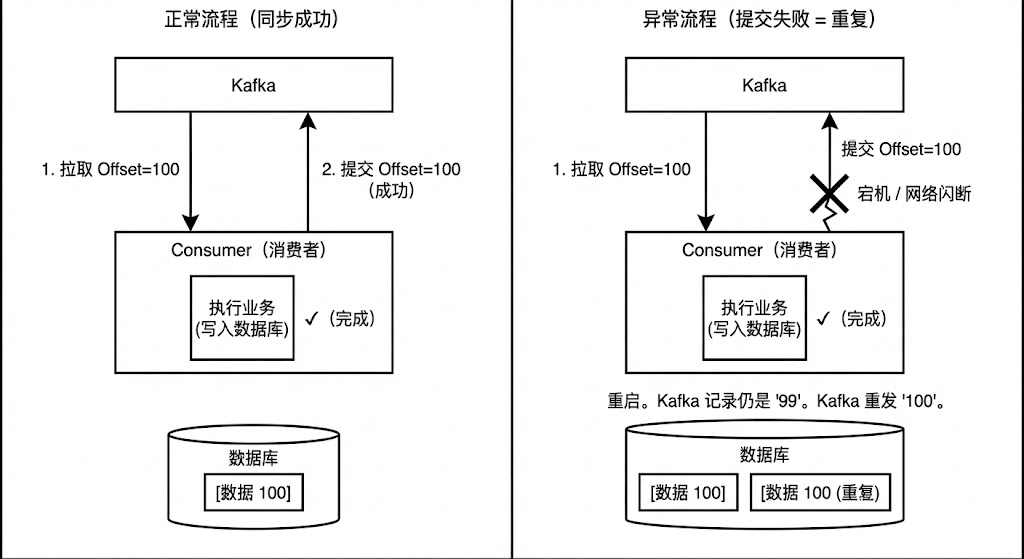 正常流程（同步成功）
Kafka
1. 拉取 Offset=100
2. 提交 Offset=100
（成功）
Consumer（消费者）
执行业务
(写入数据库)
✓（完成）
数据库
[数据 100]
异常流程（提交失败 = 重复）
Kafka
1. 拉取 Offset=100
提交 Offset=100
宕机 / 网络闪断
Consumer（消费者）
执行业务
(写入数据库)
✓（完成）
重启。Kafka 记录仍是 '99'。Kafka 重发 '100'。
数据库
[数据 100]
[数据 100 (重复)